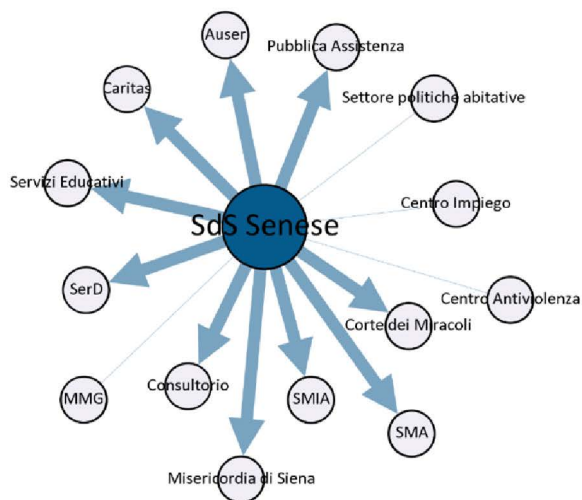 Auser
Pubblica Assistenza
Caritas
Settore politiche abitative
Servizi Educativi
Centro Impiego
SdS Senese
SerD
Centro Antiviolenza
Corte dei Miracoli
MMG
Consultorio
SMIA
SMA
Misericordia di Siena